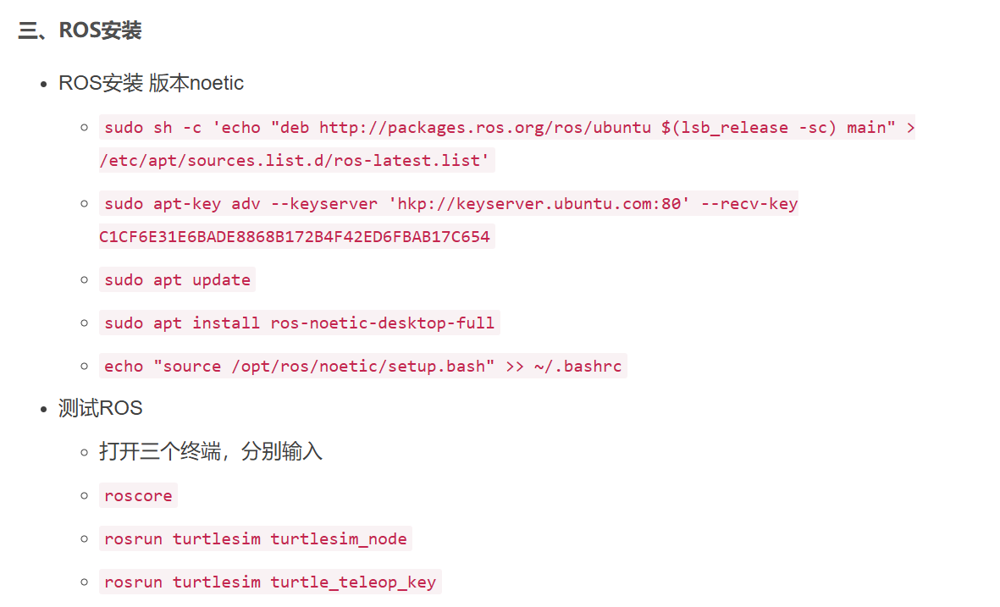 三、ROS安装
ROS安装 版本noetic
sudo sh -c 'echo "deb http://packages.ros.org/ros/ubuntu $(lsb_release -sc) main" >
/etc/apt/sources.list.d/ros-latest.list'
sudo apt-key adv --keyserver 'hkp://keyserver.ubuntu.com:80' --recv-key
C1CF6E31E6BADE8868B172B4F42ED6FBAB17C654
sudo apt update
sudo apt install ros-noetic-desktop-full
echo "source /opt/ros/noetic/setup.bash" >> ~/.bashrc
测试ROS
打开三个终端，分别输入
roscore
rosrun turtlesim turtlesim_node
rosrun turtlesim turtle_teleop_key